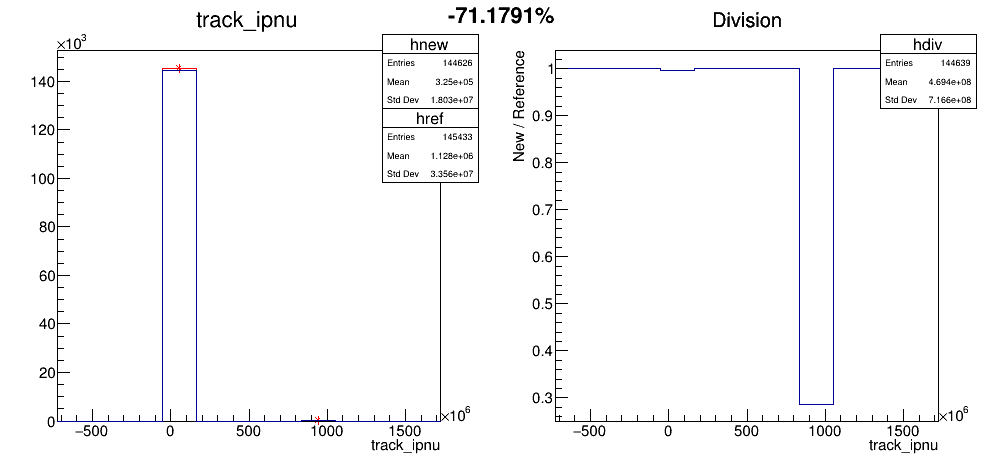 -71.1791%
track_ipnu
×10³
hnew
Entries 144626
Mean 3.25e+05
Std Dev 1.803e+07
href
Entries 145433
Mean 1.128e+06
Std Dev 3.356e+07
140
120
100
80
60
40
20
0
−500 0 500 1000 1500
×10⁶
track_ipnu
Division
hdiv
Entries 144639
Mean 4.694e+08
Std Dev 7.166e+08
New / Reference
1
0.9
0.8
0.7
0.6
0.5
0.4
0.3
−500 0 500 1000 1500
×10⁶
track_ipnu